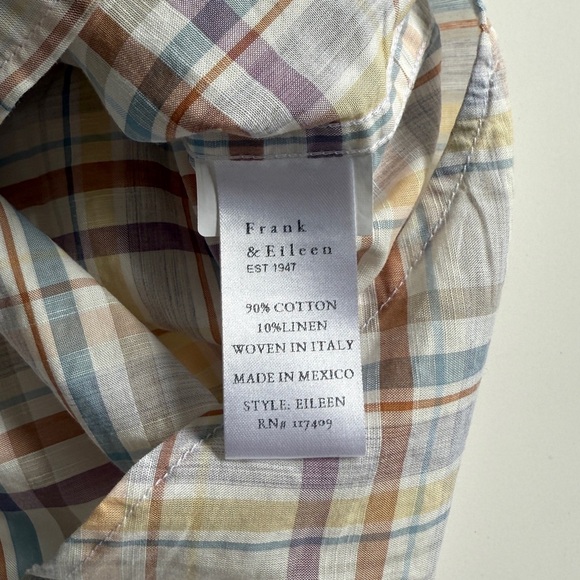 Frank
& Eileen
EST 1947
90% COTTON
10%LINEN
WOVEN IN ITALY
MADE IN MEXICO
STYLE: EILEEN
RN# 117409